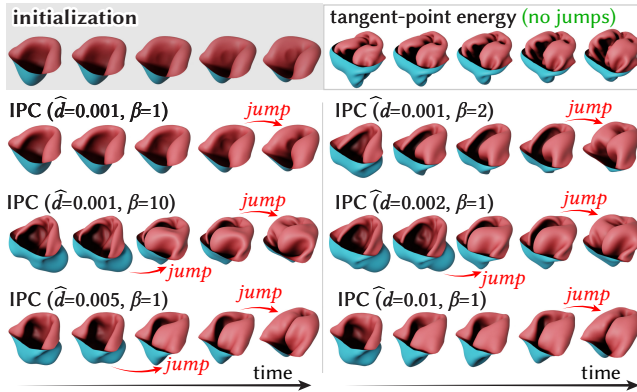 initialization
tangent-point energy (no jumps)
IPC (d̂=0.001, β=1)
jump
IPC (d̂=0.001, β=2)
jump
IPC (d̂=0.001, β=10)
jump
jump
IPC (d̂=0.002, β=1)
jump
jump
IPC (d̂=0.005, β=1)
jump
jump
IPC (d̂=0.01, β=1)
jump
time
time